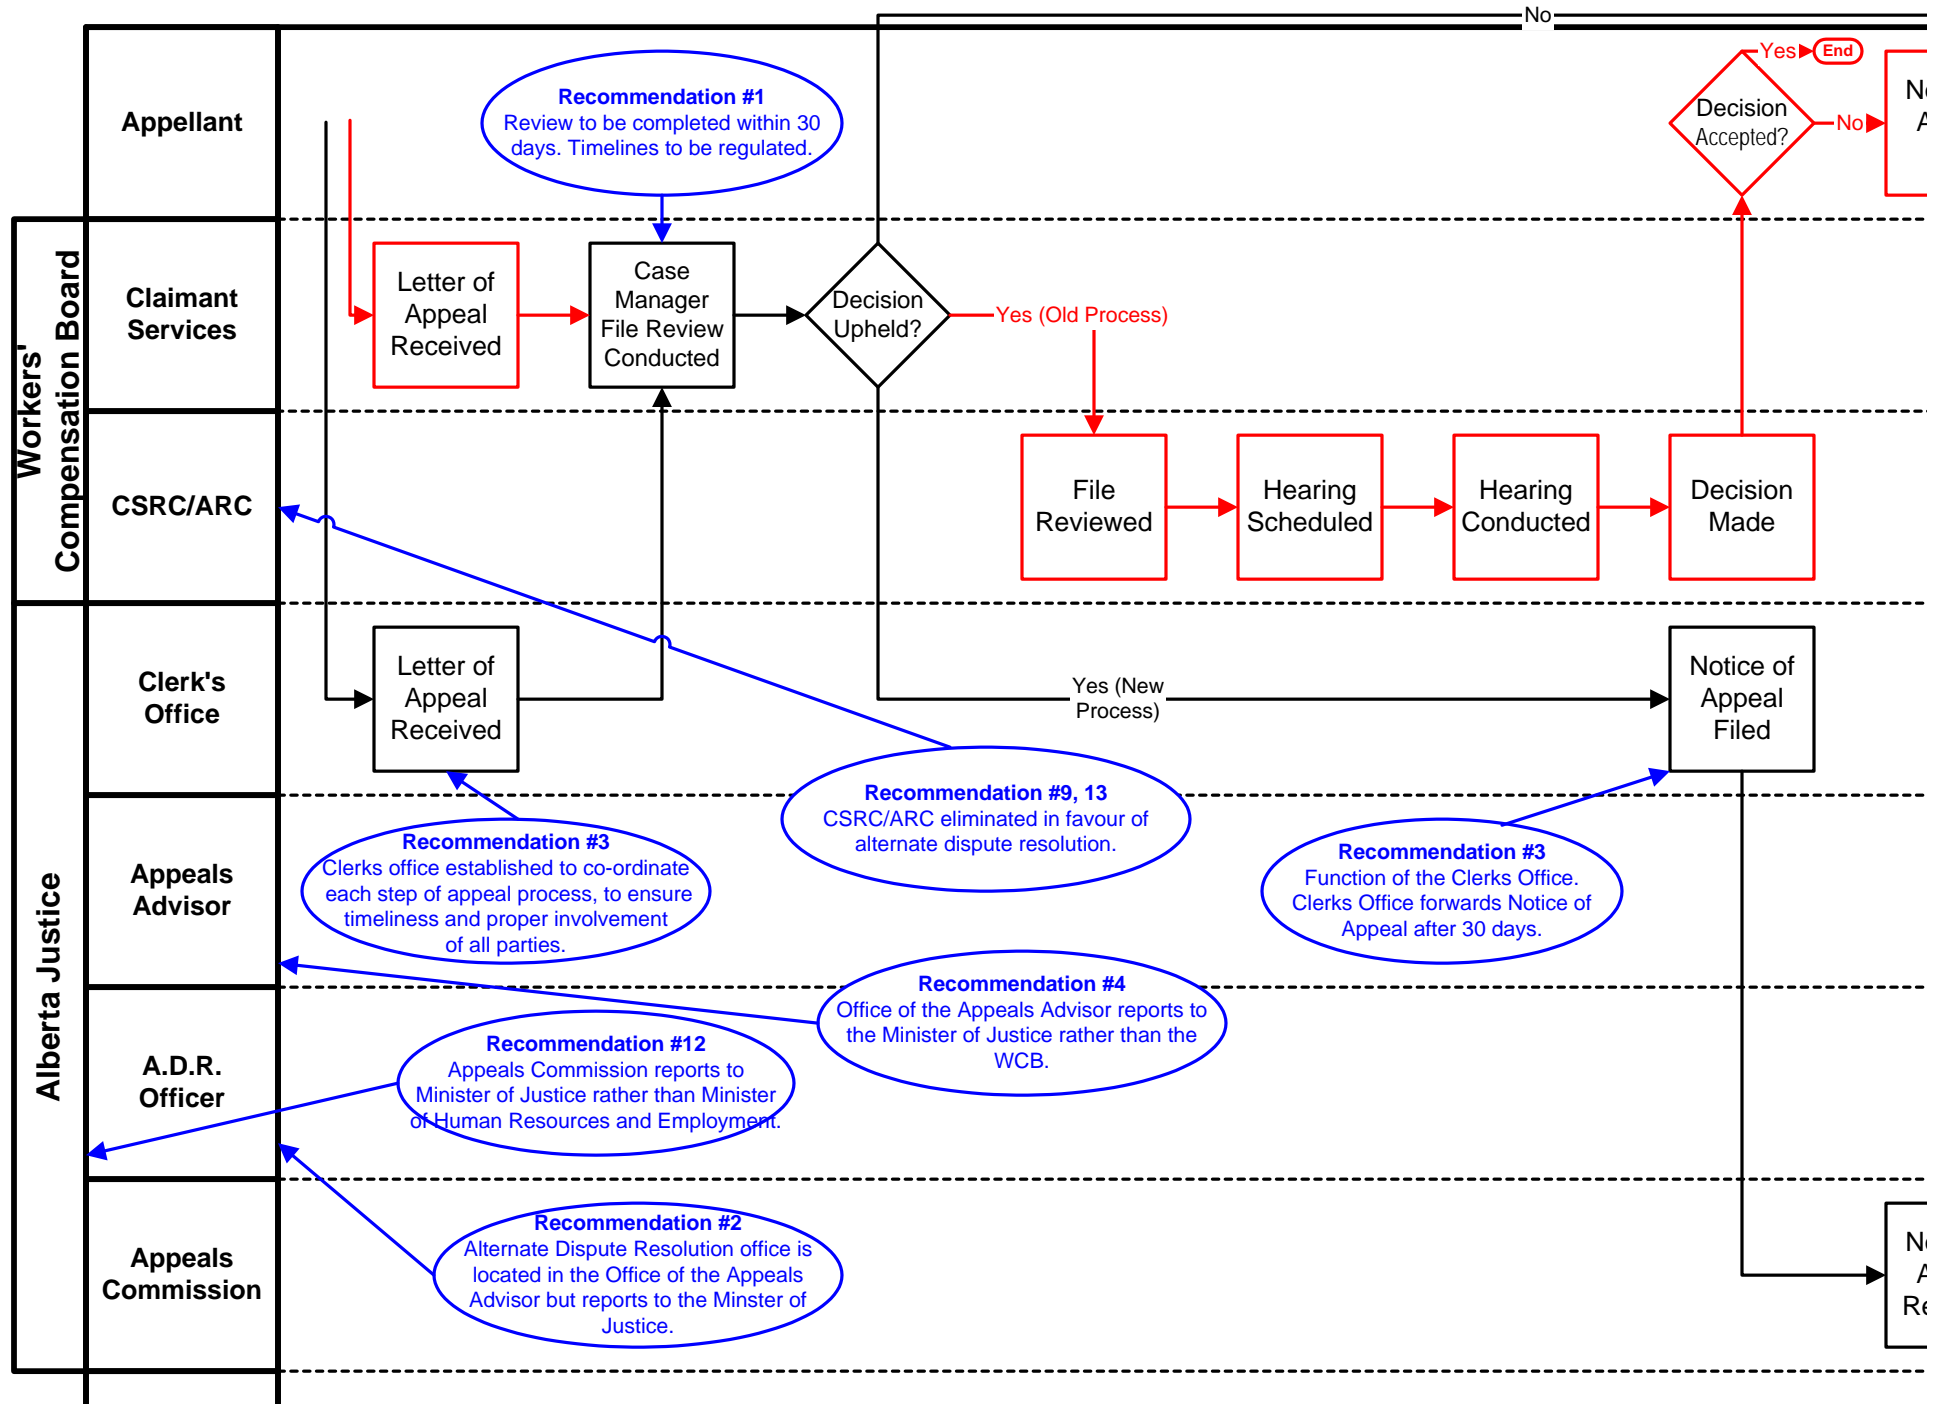 No
Appellant
Recommendation #1
Review to be completed within 30
days. Timelines to be regulated.
Decision
Accepted?
Yes
End
No
Workers'
Compensation Board
Claimant
Services
Letter of
Appeal
Received
Case
Manager
File Review
Conducted
Decision
Upheld?
Yes (Old Process)
CSRC/ARC
File
Reviewed
Hearing
Scheduled
Hearing
Conducted
Decision
Made
Alberta Justice
Clerk's
Office
Letter of
Appeal
Received
Yes (New
Process)
Notice of
Appeal
Filed
Recommendation #9, 13
CSRC/ARC eliminated in favour of
alternate dispute resolution.
Appeals
Advisor
Recommendation #3
Clerks office established to co-ordinate
each step of appeal process, to ensure
timeliness and proper involvement
of all parties.
Recommendation #3
Function of the Clerks Office.
Clerks Office forwards Notice of
Appeal after 30 days.
Recommendation #4
Office of the Appeals Advisor reports to
the Minister of Justice rather than the
WCB.
A.D.R.
Officer
Recommendation #12
Appeals Commission reports to
Minister of Justice rather than Minister
of Human Resources and Employment.
Appeals
Commission
Recommendation #2
Alternate Dispute Resolution office is
located in the Office of the Appeals
Advisor but reports to the Minster of
Justice.